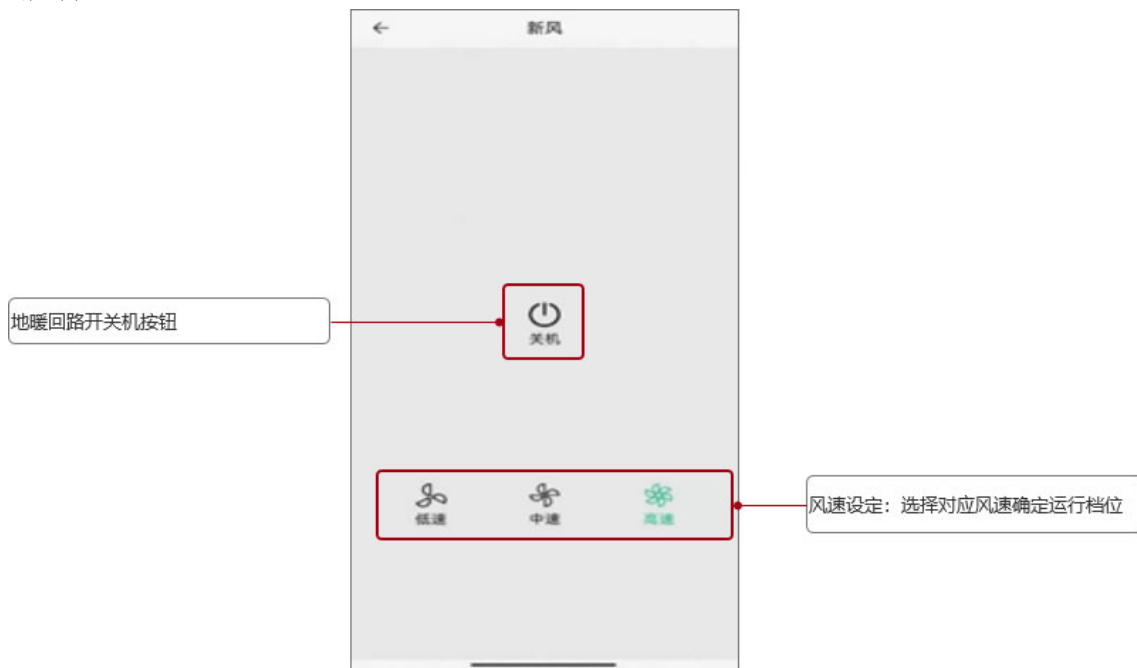 新风
地暖回路开关机按钮
关机
低速
中速
高速
风速设定：选择对应风速确定运行档位